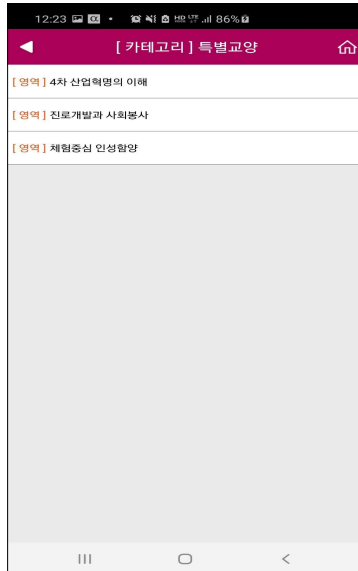 12:23 86%
[ 카테고리 ] 특별교양
[ 영역 ] 4차 산업혁명의 이해
[ 영역 ] 진로개발과 사회봉사
[ 영역 ] 체험중심 인성함양